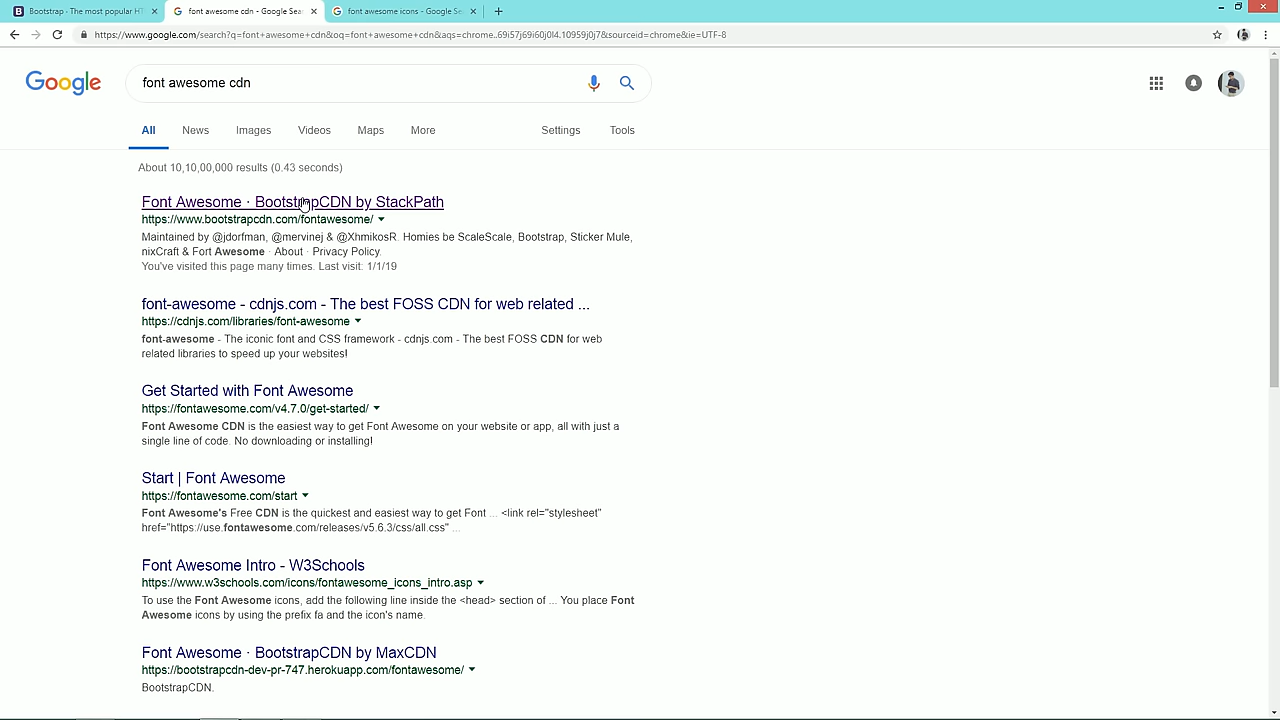 Bootstrap · The most popular HT
font awesome cdn - Google Sea
font awesome icons - Google Se
https://www.google.com/search?q=font+awesome+cdn&oq=font+awesome+cdn&aqs=chrome..69i57j69i60j0l4.10959j0j7&sourceid=chrome&ie=UTF-8
Google
font awesome cdn
All
News
Images
Videos
Maps
More
Settings
Tools
About 10,10,00,000 results (0.43 seconds)
Font Awesome · BootstrapCDN by StackPath
https://www.bootstrapcdn.com/fontawesome/
Maintained by @jdorfman, @mervinej & @XhmikosR. Homies be ScaleScale, Bootstrap, Sticker Mule,
nixCraft & Fort Awesome · About · Privacy Policy.
You've visited this page many times. Last visit: 1/1/19
font-awesome - cdnjs.com - The best FOSS CDN for web related ...
https://cdnjs.com/libraries/font-awesome
font-awesome - The iconic font and CSS framework - cdnjs.com - The best FOSS CDN for web
related libraries to speed up your websites!
Get Started with Font Awesome
https://fontawesome.com/v4.7.0/get-started/
Font Awesome CDN is the easiest way to get Font Awesome on your website or app, all with just a
single line of code. No downloading or installing!
Start | Font Awesome
https://fontawesome.com/start
Font Awesome's Free CDN is the quickest and easiest way to get Font ... <link rel="stylesheet"
href="https://use.fontawesome.com/releases/v5.6.3/css/all.css" ...
Font Awesome Intro - W3Schools
https://www.w3schools.com/icons/fontawesome_icons_intro.asp
To use the Font Awesome icons, add the following line inside the <head> section of ... You place Font
Awesome icons by using the prefix fa and the icon's name.
Font Awesome · BootstrapCDN by MaxCDN
https://bootstrapcdn-dev-pr-747.herokuapp.com/fontawesome/
BootstrapCDN.